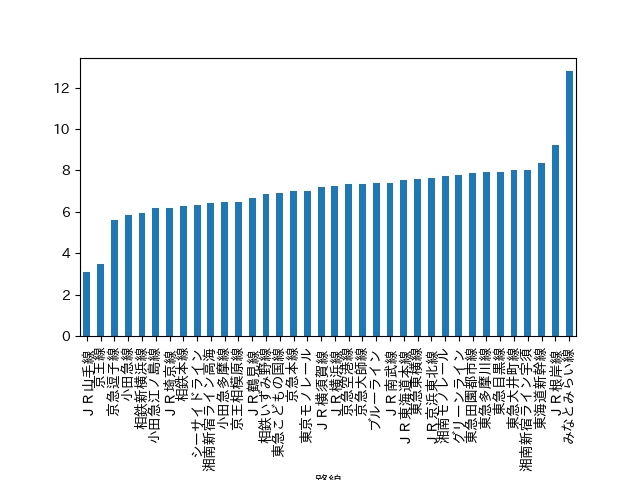 12
10
8
6
4
2
0
ＪＲ山手線
京王線
京急逗子線
小田急線
相鉄新横浜線
小田急江ノ島線
ＪＲ埼京線
相鉄本線
シーサイドライン
湘南新宿ライン高海
小田急多摩線
京王相模原線
ＪＲ鶴見線
相鉄いずみ野線
東急こどもの国線
京急本線
東京モノレール
ＪＲ横須賀線
ＪＲ横浜線
京急空港線
京急大師線
ブルーライン
ＪＲ南武線
ＪＲ東海道本線
東急東横線
ＪＲ京浜東北線
湘南モノレール
グリーンライン
東急田園都市線
東急多摩川線
東急目黒線
東急大井町線
湘南新宿ライン宇須
東海道新幹線
ＪＲ根岸線
みなとみらい線
路線